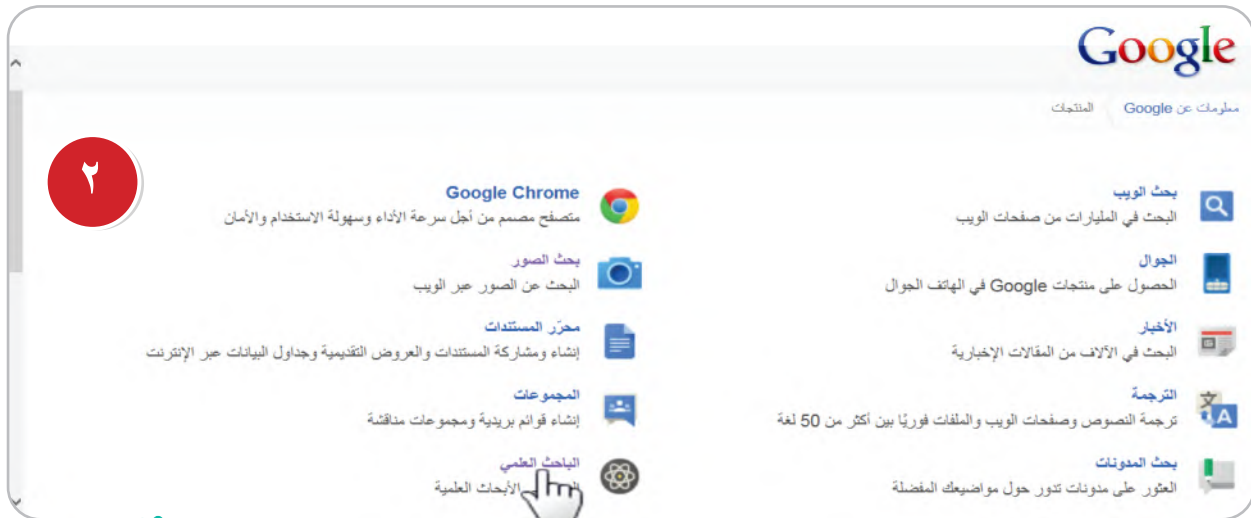 Google
معلومات عن Google المنتجات
٢
بحث الويب
البحث في المليارات من صفحات الويب
الجوال
الحصول على منتجات Google في الهاتف الجوال
الأخبار
البحث في الآلاف من المقالات الإخبارية
الترجمة
ترجمة النصوص وصفحات الويب والملفات فوريًا بين أكثر من 50 لغة
بحث المدونات
العثور على مدونات تدور حول مواضيعك المفضلة
Google Chrome
متصفح مصمم من أجل سرعة الأداء وسهولة الاستخدام والأمان
بحث الصور
البحث عن الصور عبر الويب
محرّر المستندات
إنشاء ومشاركة المستندات والعروض التقديمية وجداول البيانات عبر الإنترنت
المجموعات
إنشاء قوائم بريدية ومجموعات مناقشة
الباحث العلمي
الأبحاث العلمية